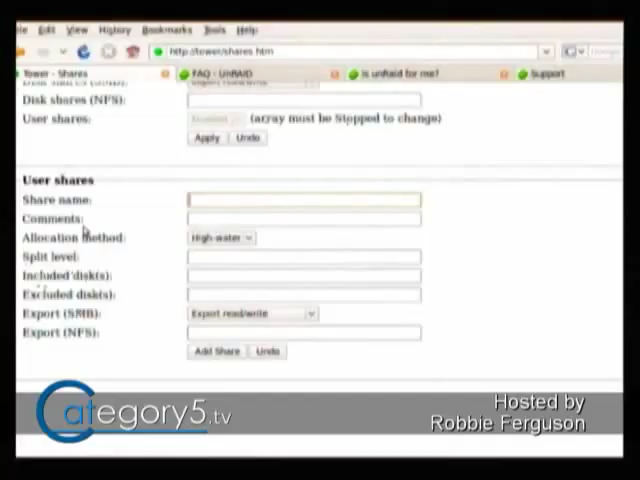 Edit View History Bookmarks Tools Help
http://tower/shares.htm
Tower - Shares FAQ - UnRAID Is unRaid for me? Support
Disk shares (NFS):
User shares: (array must be Stopped to change)
Apply Undo
User shares
Share name:
Comments:
Allocation method: High-water
Split level:
Included disk(s):
Excluded disk(s):
Export (SMB): Export read/write
Export (NFS):
Add Share Undo
Category5.tv
Hosted by
Robbie Ferguson